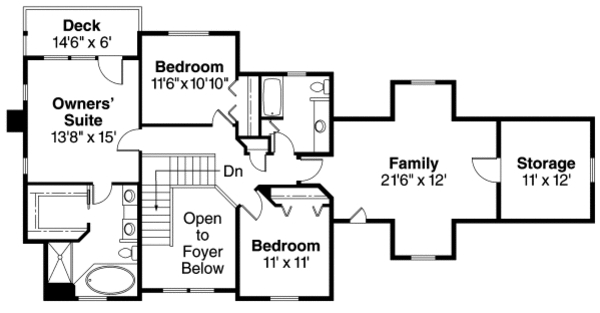 Deck
14'6" x 6'
Bedroom
11'6"x10'10"
Owners'
Suite
13'8" x 15'
Family
21'6" x 12'
Storage
11' x 12'
Dn
Open
to
Foyer
Below
Bedroom
11' x 11'